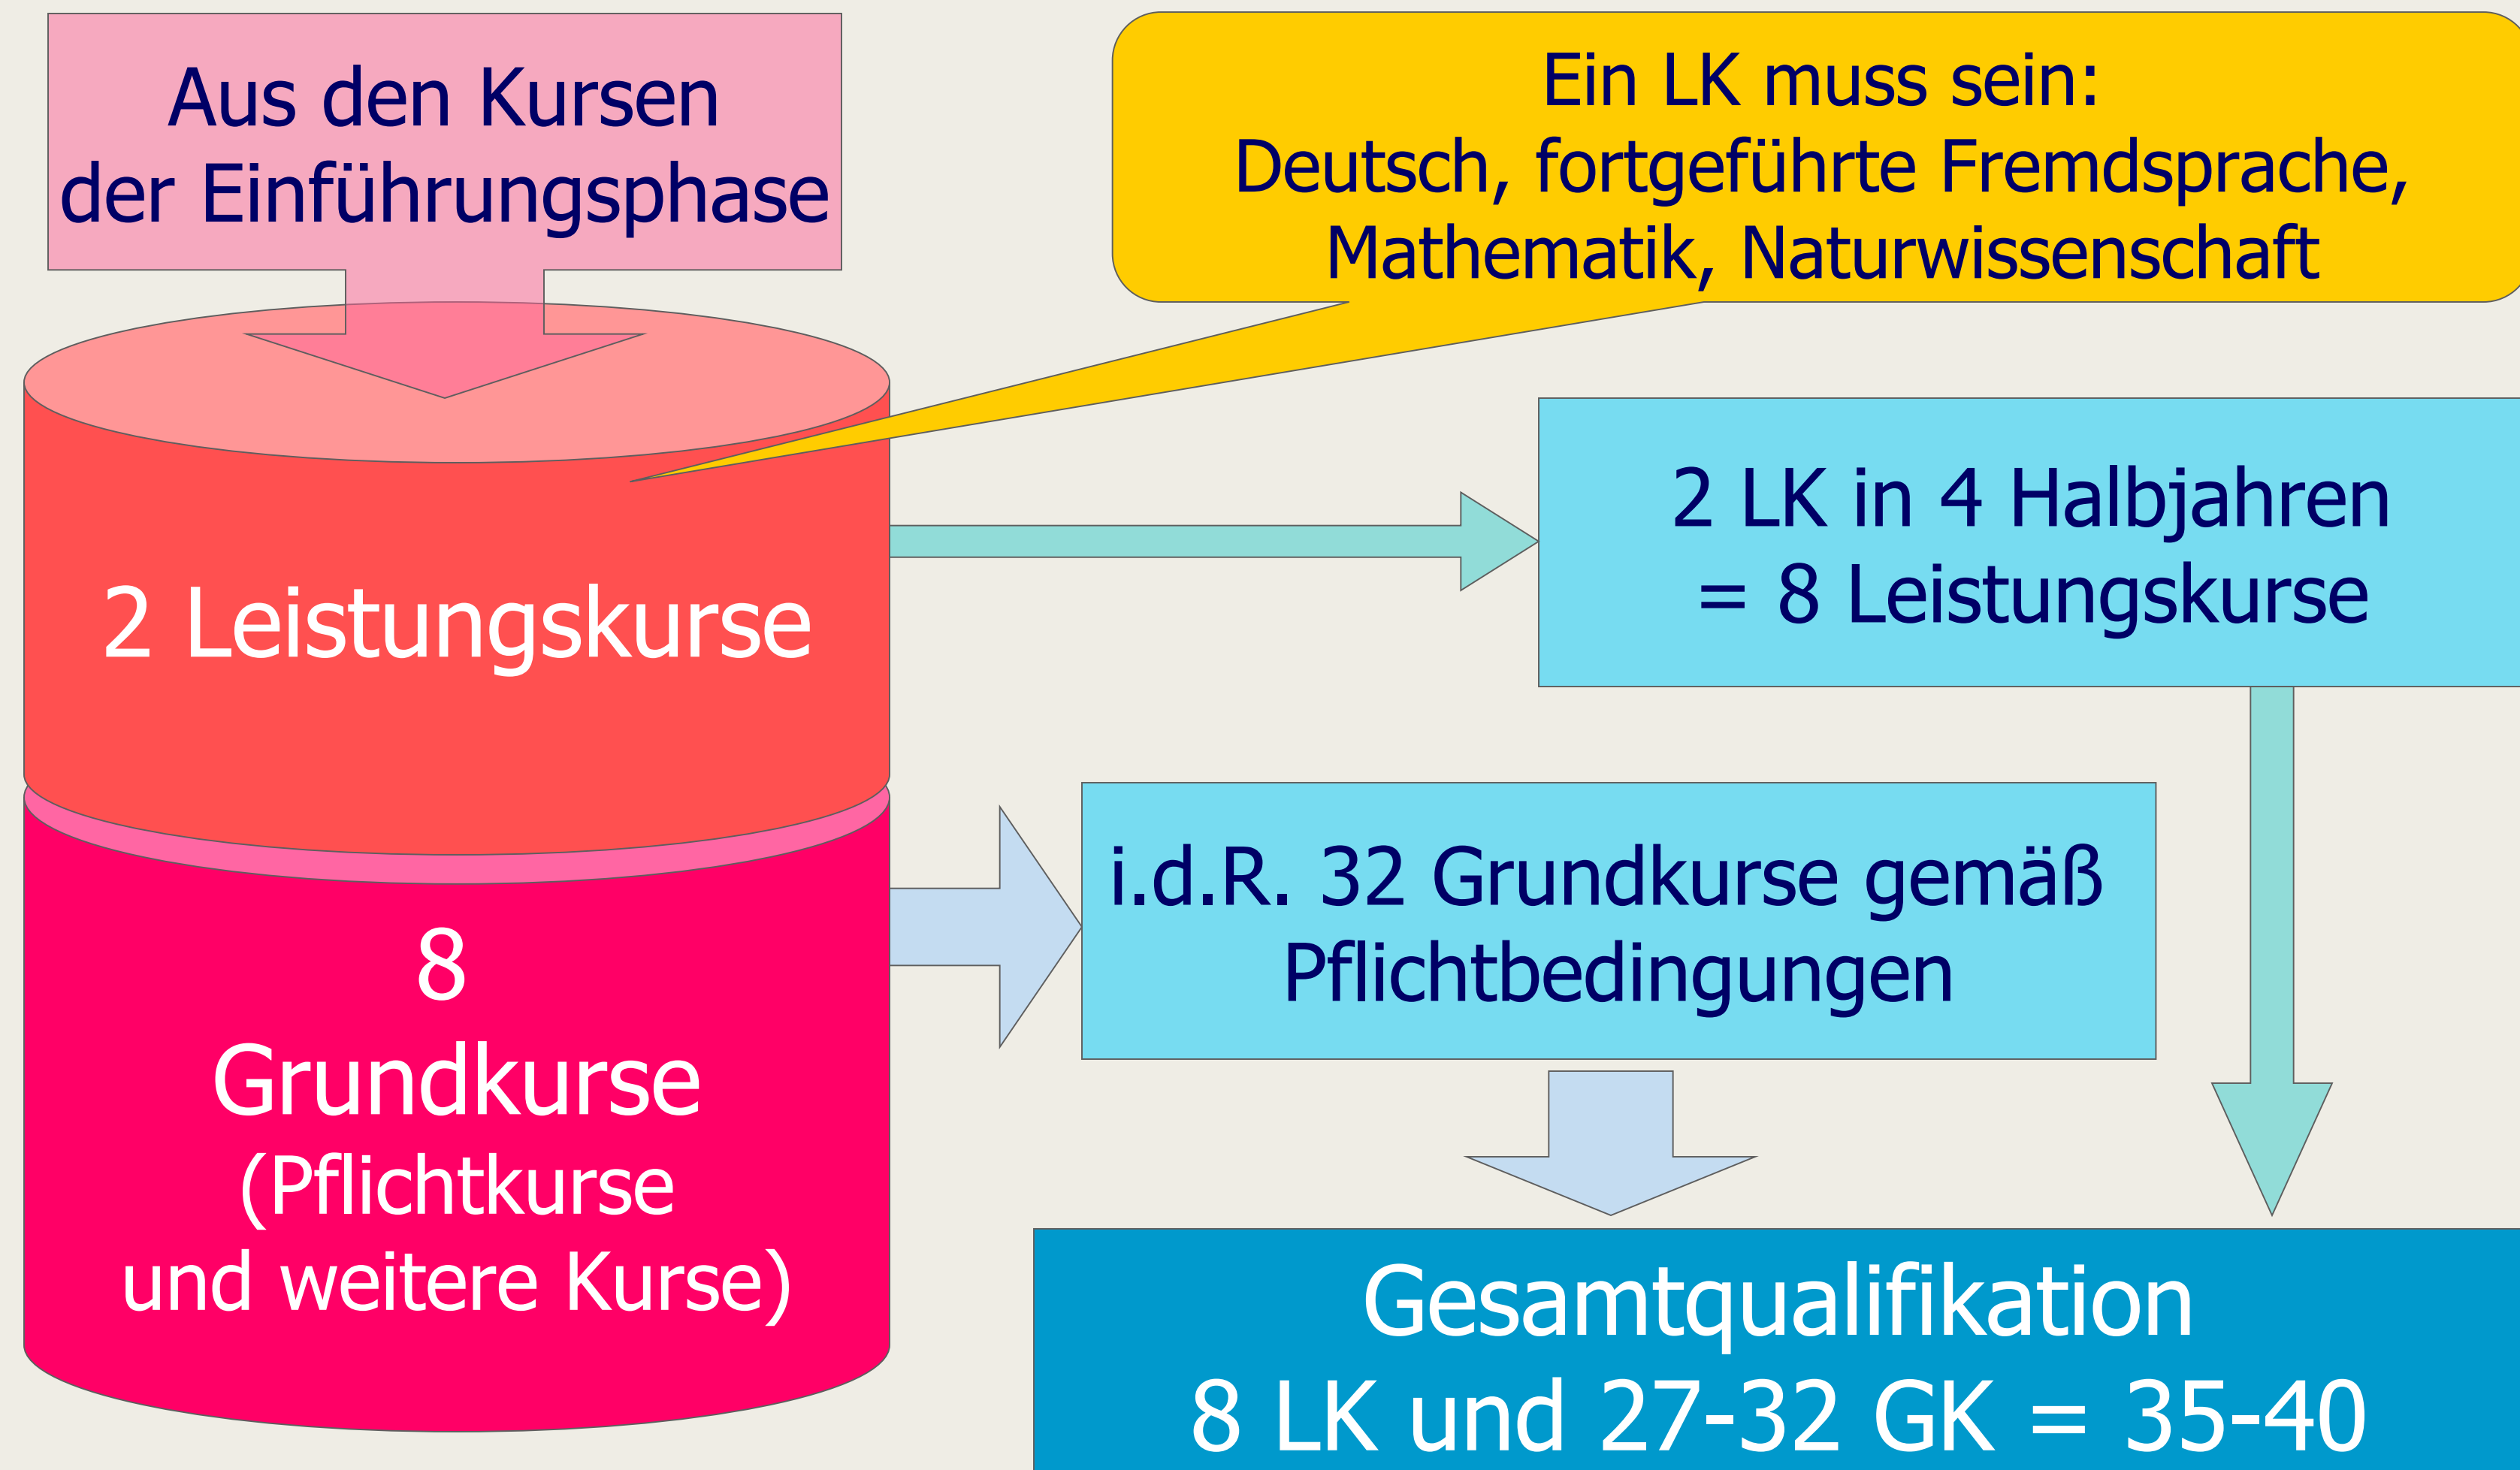 Aus den Kursen
der Einführungsphase
Ein LK muss sein:
Deutsch, fortgeführte Fremdsprache,
Mathematik, Naturwissenschaft
2 Leistungskurse
2 LK in 4 Halbjahren
= 8 Leistungskurse
8
Grundkurse
(Pflichtkurse
und weitere Kurse)
i.d.R. 32 Grundkurse gemäß
Pflichtbedingungen
Gesamtqualifikation
8 LK und 27-32 GK = 35-40